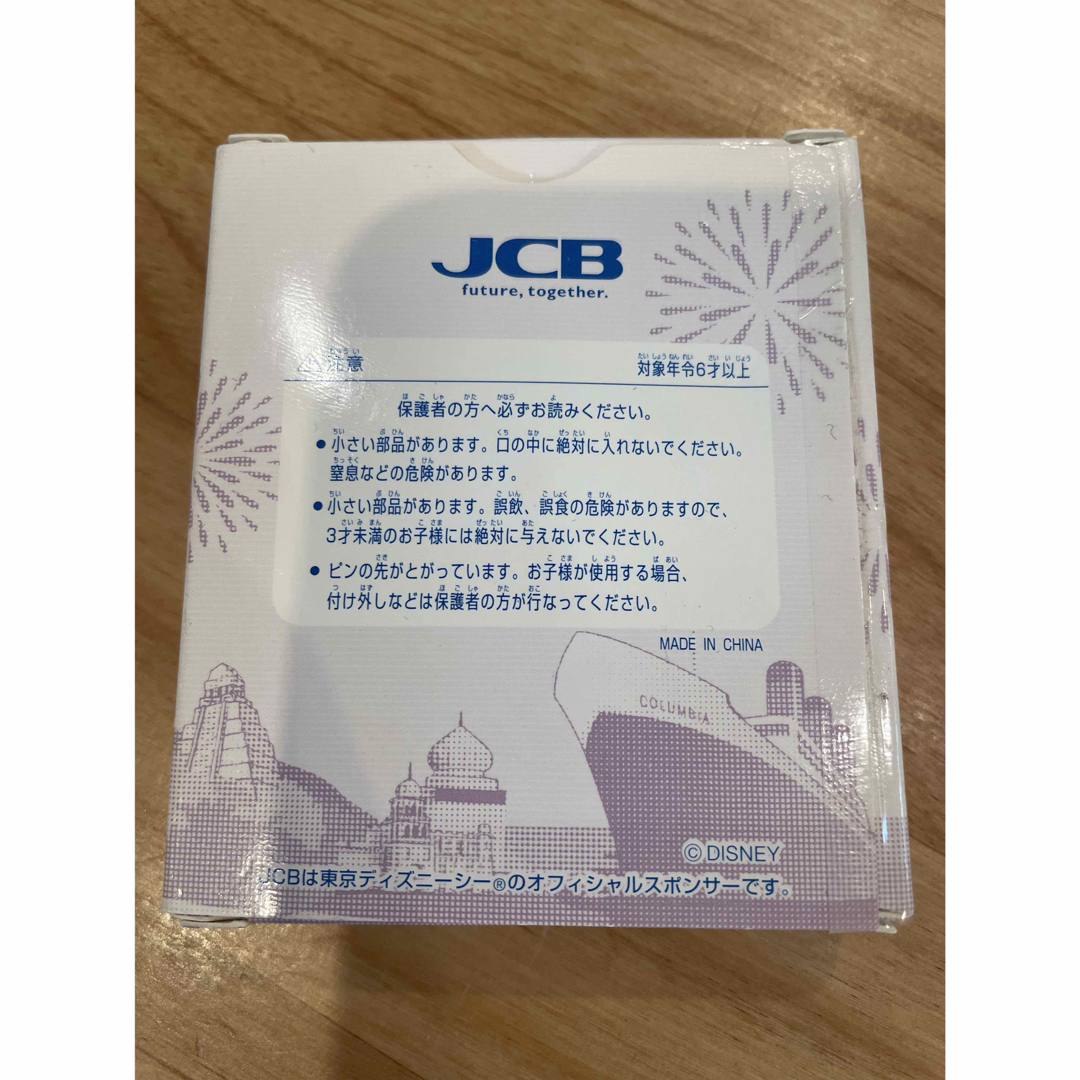 JCB
future, together.
⚠注意
対象年令6才以上
保護者の方へ必ずお読みください。
●小さい部品があります。口の中に絶対に入れないでください。
窒息などの危険があります。
●小さい部品があります。誤飲、誤食の危険がありますので、
3才未満のお子様には絶対に与えないでください。
●ピンの先がとがっています。お子様が使用する場合、
付け外しなどは保護者の方が行なってください。
MADE IN CHINA
COLUMBIA
©DISNEY
JCBは東京ディズニーシー®のオフィシャルスポンサーです。